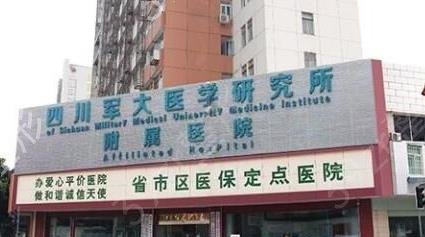 四川军大医学研究所
of Sichuan Military Medical University Medicine Institute
附属医院
Affiliated Hospital
办爱心平价医院
做和谐诚信天使
省市区医保定点医院